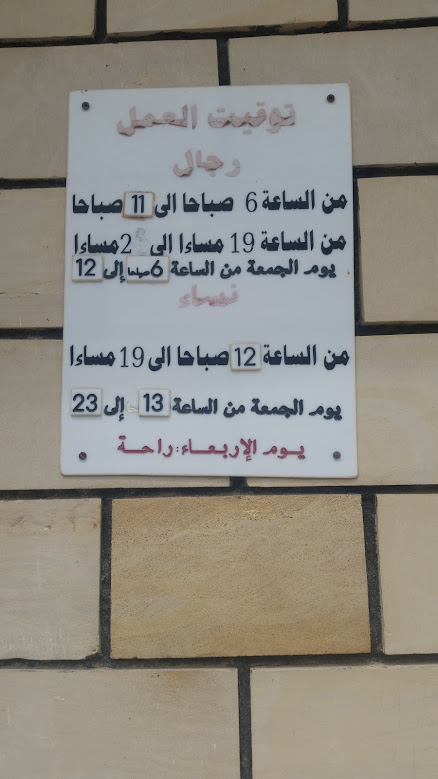 توقيت العمل
رجال
من الساعة 6 صباحا الى 11 صباحا
من الساعة 19 مساءا الى 2 مساءا
يوم الجمعة من الساعة 6 صباحا إلى 12
نساء
من الساعة 12 صباحا الى 19 مساءا
يوم الجمعة من الساعة 13 إلى 23
يوم الإربعاء: راحة